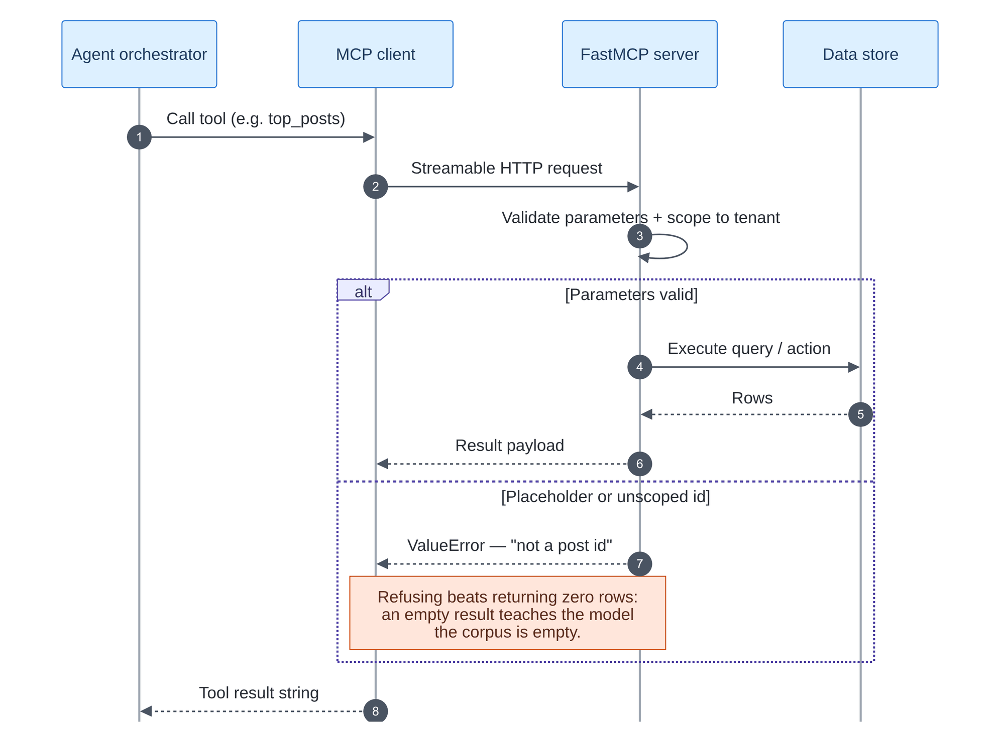 Agent orchestrator
MCP client
FastMCP server
Data store
Call tool (e.g. top_posts)
1
Streamable HTTP request
2
Validate parameters + scope to tenant
3
alt
[Parameters valid]
Execute query / action
4
Rows
5
Result payload
6
[Placeholder or unscoped id]
ValueError — "not a post id"
7
Refusing beats returning zero rows:
an empty result teaches the model
the corpus is empty.
Tool result string
8